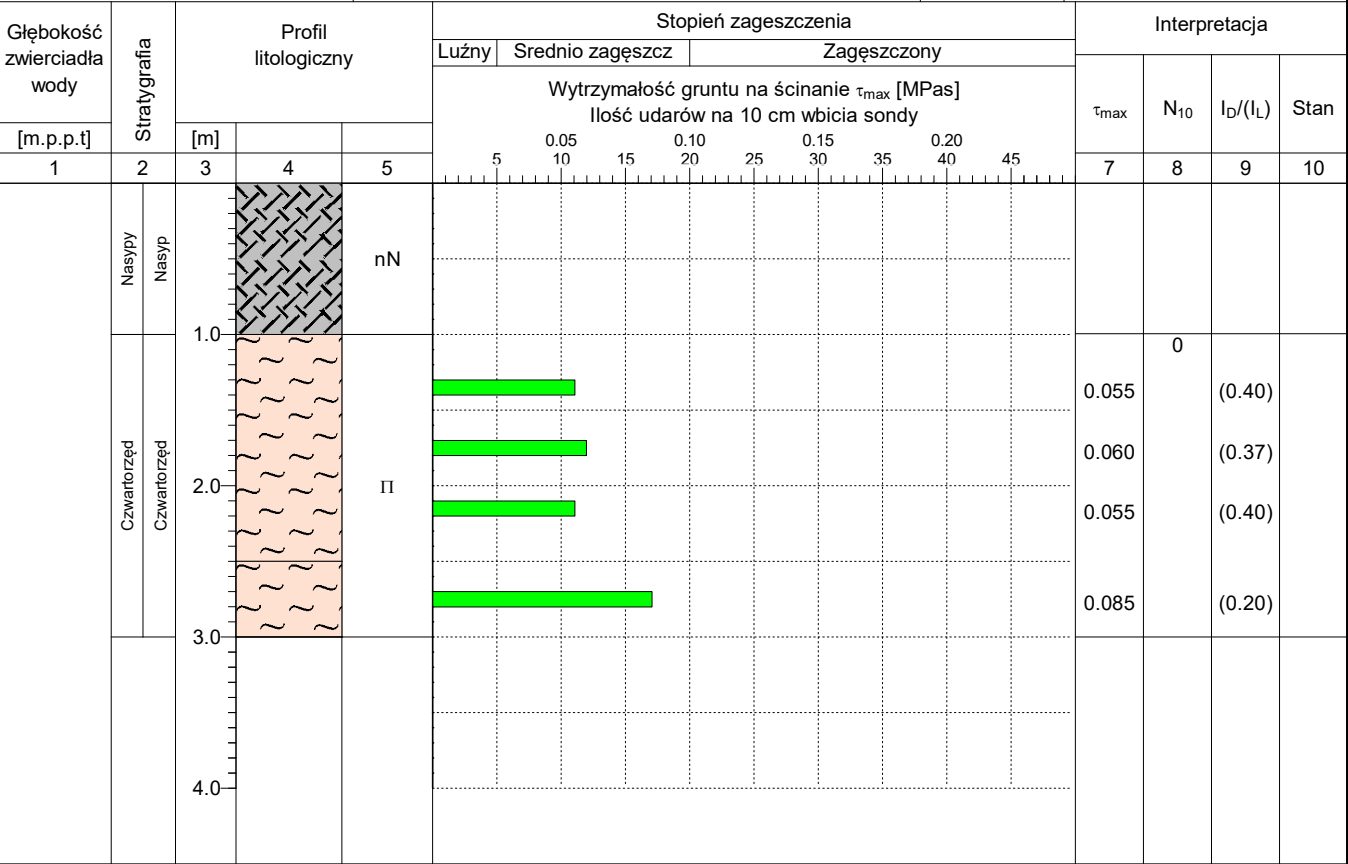 Głębokość
zwierciadła
wody
[m.p.p.t]
Stratygrafia
Profil
litologiczny
[m]
Stopień zageszczenia
Luźny
Srednio zagęszcz
Zagęszczony
Wytrzymałość gruntu na ścinanie τmax [MPas]
Ilość udarów na 10 cm wbicia sondy
0.05 0.10 0.15 0.20
5 10 15 20 25 30 35 40 45
Interpretacja
τmax
N10
ID/(IL)
Stan
1 2 3 4 5 7 8 9 10
Nasypy
Nasyp
nN
1.0
0
0.055 (0.40)
0.060 (0.37)
Czwartorzęd
Czwartorzęd
2.0
Π
0.055 (0.40)
0.085 (0.20)
3.0
4.0